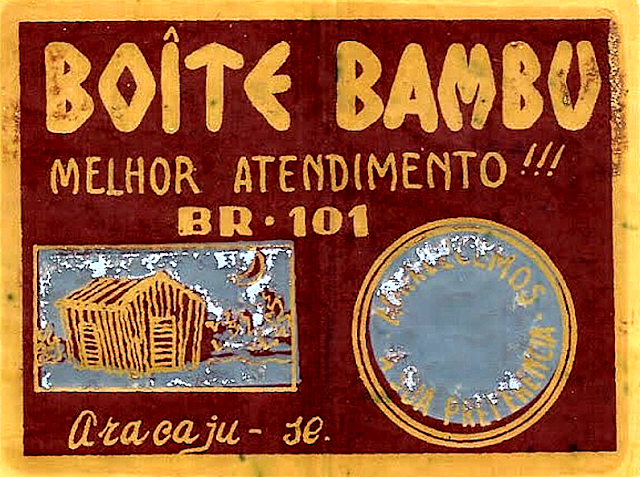 BOÎTE BAMBU
MELHOR ATENDIMENTO !!!
BR·101
AGRADECEMOS
A SUA PREFERÊNCIA -
Aracaju - se.